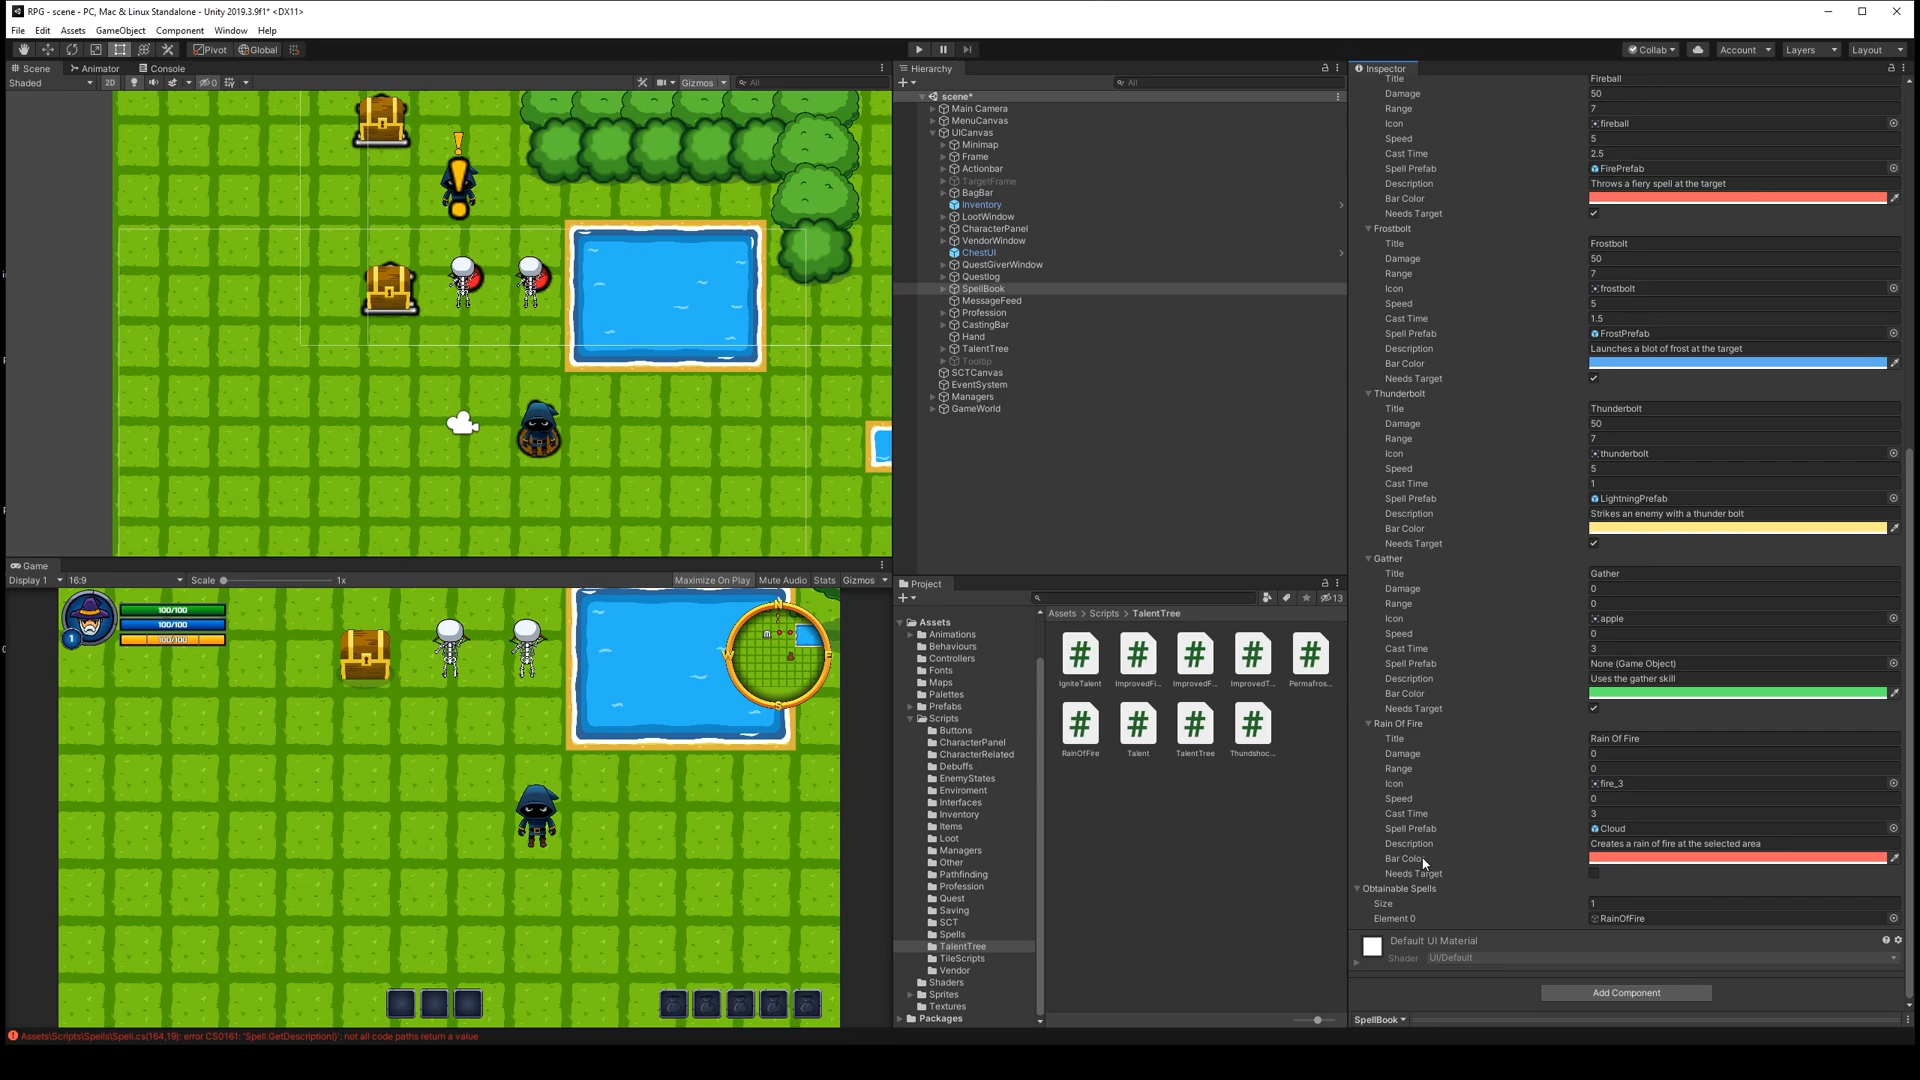 RPG - scene - PC, Mac & Linux Standalone - Unity 2019.3.9f1* <DX11>
File Edit Assets GameObject Component Window Help
Pivot Global Collab Account Layers Layout
Scene Animator Console
Shaded 2D 0 Gizmos All
Hierarchy
All
scene*
Main Camera
MenuCanvas
UICanvas
Minimap
Frame
Actionbar
TargetFrame
BagBar
Inventory
LootWindow
CharacterPanel
VendorWindow
ChestUI
QuestGiverWindow
Questlog
SpellBook
MessageFeed
Profession
CastingBar
Hand
TalentTree
Tooltip
SCTCanvas
EventSystem
Managers
GameWorld
Game
Display 1 16:9 Scale 1x Maximize On Play Mute Audio Stats Gizmos
100/100
100/100
100/100
1
N
W
S
Project
13
Assets
Animations
Behaviours
Controllers
Fonts
Maps
Palettes
Prefabs
Scripts
Buttons
CharacterPanel
CharacterRelated
Debuffs
EnemyStates
Enviroment
Interfaces
Inventory
Items
Loot
Managers
Other
Pathfinding
Profession
Quest
Saving
SCT
Spells
TalentTree
TileScripts
Vendor
Shaders
Sprites
Textures
Packages
Assets Scripts TalentTree
IgniteTalent ImprovedFi... ImprovedF... ImprovedT... Permafros...
RainOfFire Talent TalentTree Thundshoc...
Inspector
Title Fireball
Damage 50
Range 7
Icon fireball
Speed 5
Cast Time 2.5
Spell Prefab FirePrefab
Description Throws a fiery spell at the target
Bar Color
Needs Target
Frostbolt
Title Frostbolt
Damage 50
Range 7
Icon frostbolt
Speed 5
Cast Time 1.5
Spell Prefab FrostPrefab
Description Launches a blot of frost at the target
Bar Color
Needs Target
Thunderbolt
Title Thunderbolt
Damage 50
Range 7
Icon thunderbolt
Speed 5
Cast Time 1
Spell Prefab LightningPrefab
Description Strikes an enemy with a thunder bolt
Bar Color
Needs Target
Gather
Title Gather
Damage 0
Range 0
Icon apple
Speed 0
Cast Time 3
Spell Prefab None (Game Object)
Description Uses the gather skill
Bar Color
Needs Target
Rain Of Fire
Title Rain Of Fire
Damage 0
Range 0
Icon fire_3
Speed 0
Cast Time 3
Spell Prefab Cloud
Description Creates a rain of fire at the selected area
Bar Color
Needs Target
Obtainable Spells
Size 1
Element 0 RainOfFire
Default UI Material
Shader UI/Default
Add Component
SpellBook
Assets\Scripts\Spells\Spell.cs(164,19): error CS0161: 'Spell.GetDescription()': not all code paths return a value